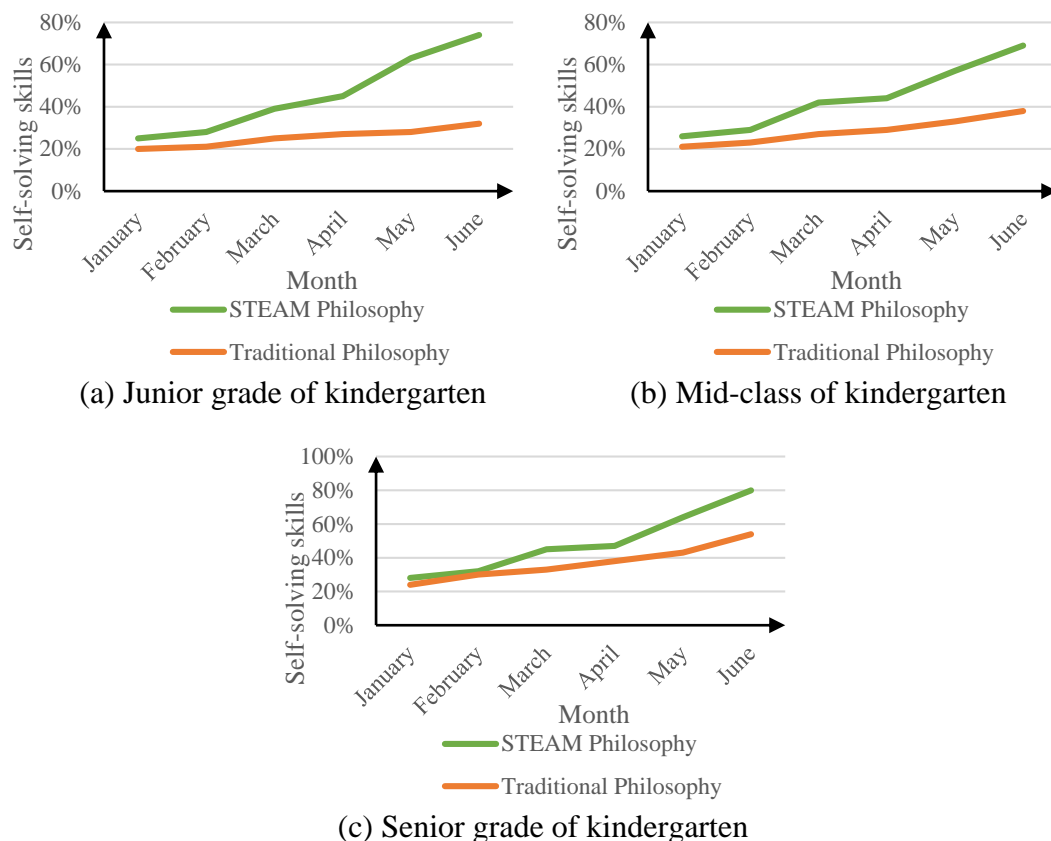 80%
60%
40%
20%
0%
Self-solving skills
January
February
March
April
May
June
Month
STEAM Philosophy
Traditional Philosophy
(a) Junior grade of kindergarten
80%
60%
40%
20%
0%
Self-solving skills
January
February
March
April
May
June
Month
STEAM Philosophy
Traditional Philosophy
(b) Mid-class of kindergarten
100%
80%
60%
40%
20%
0%
Self-solving skills
January
February
March
April
May
June
Month
STEAM Philosophy
Traditional Philosophy
(c) Senior grade of kindergarten